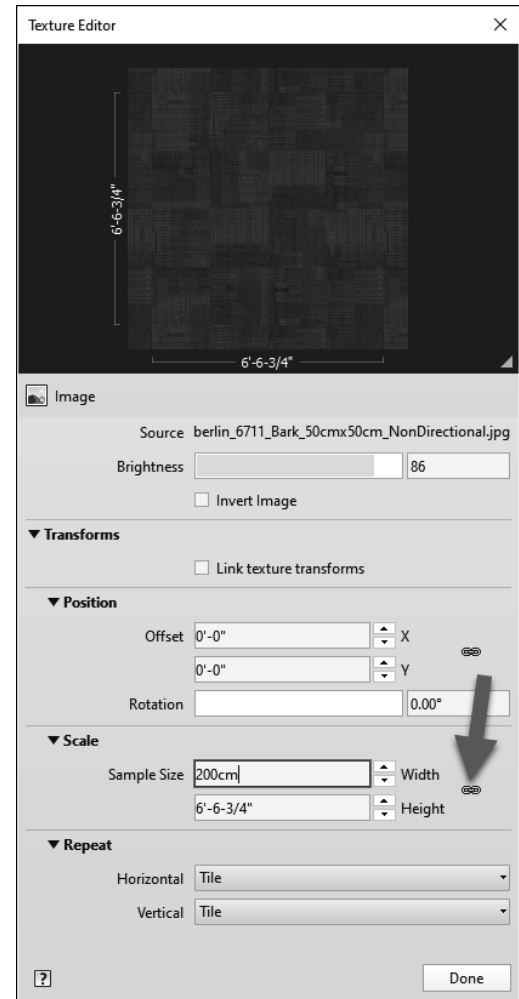 Texture Editor
6'-6-3/4"
6'-6-3/4"
Image
Source berlin_6711_Bark_50cmx50cm_NonDirectional.jpg
Brightness 86
Invert Image
Transforms
Link texture transforms
Position
Offset 0'-0" X
0'-0" Y
Rotation 0.00°
Scale
Sample Size 200cm Width
6'-6-3/4" Height
Repeat
Horizontal Tile
Vertical Tile
? Done